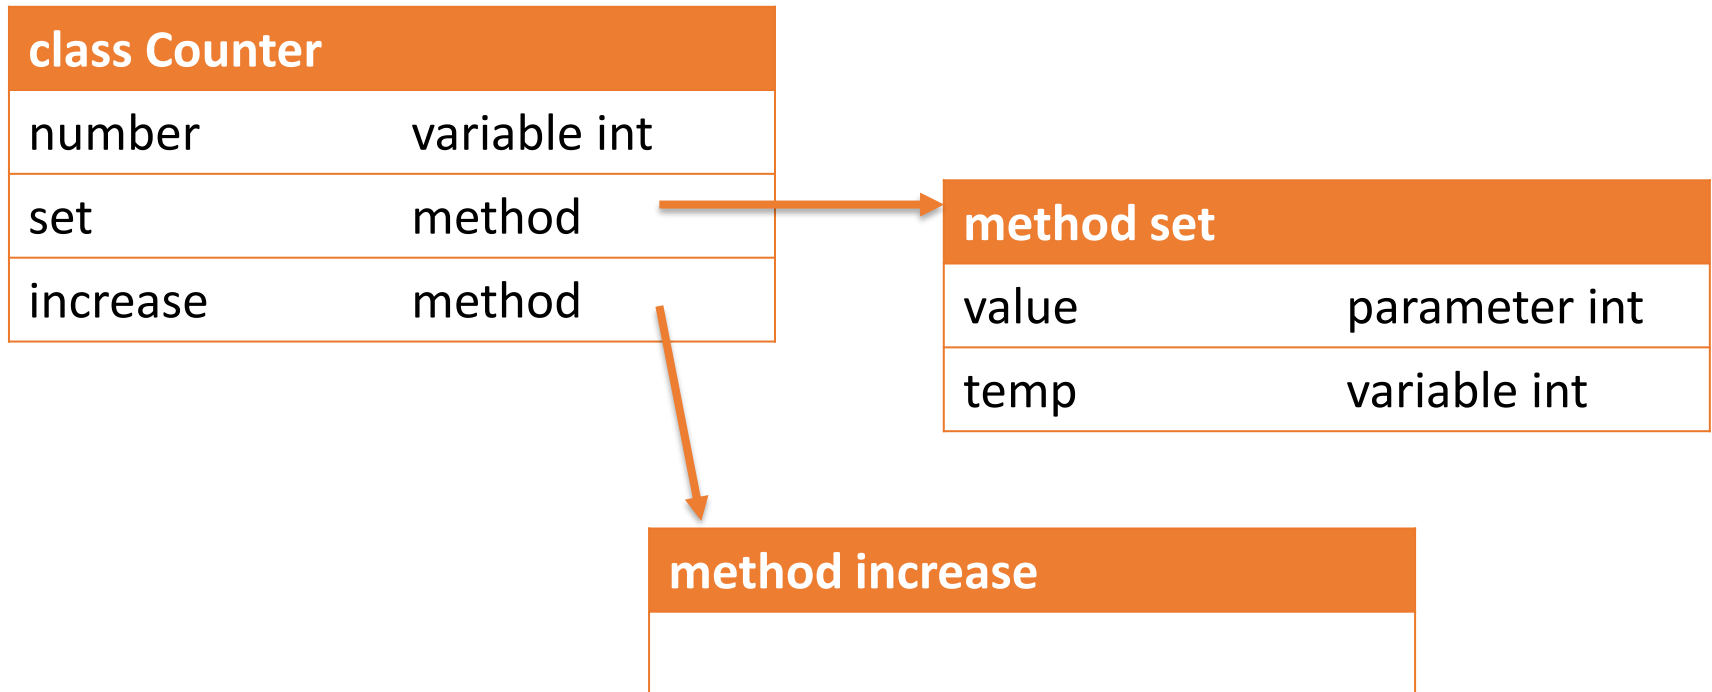 class Counter
number variable int
set method
increase method
method set
value parameter int
temp variable int
method increase